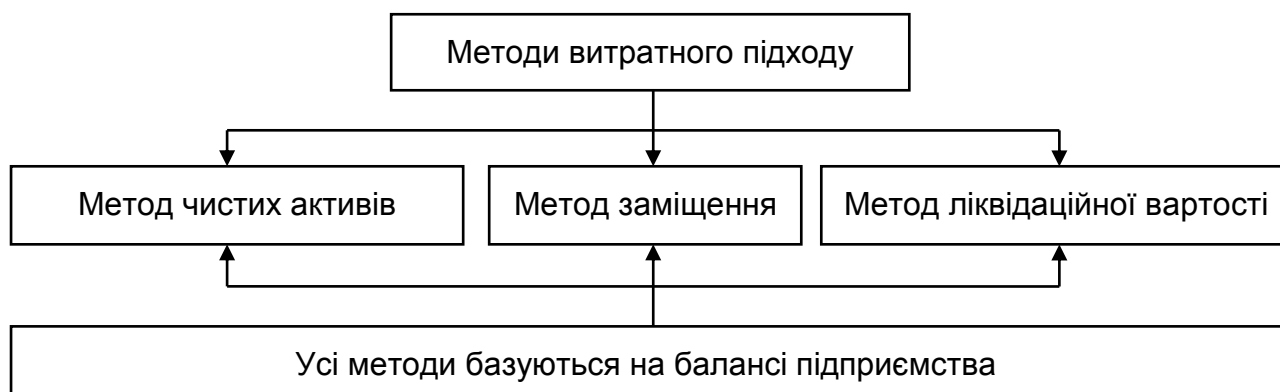 Методи витратного підходу
Метод чистих активів
Метод заміщення
Метод ліквідаційної вартості
Усі методи базуються на балансі підприємства